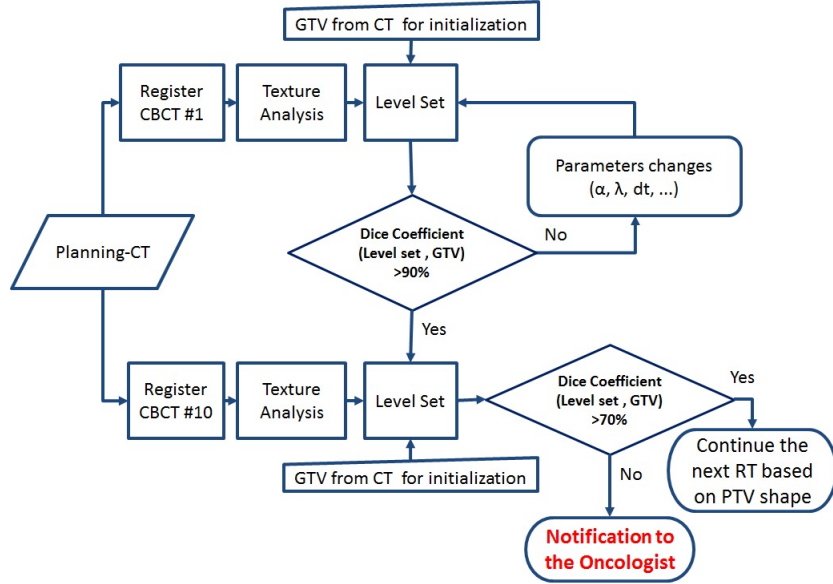 GTV from CT for initialization
Register
CBCT #1
Texture
Analysis
Level Set
Parameters changes
(α, λ, dt, ...)
Planning-CT
Dice Coefficient
(Level set , GTV)
>90%
No
Yes
Register
CBCT #10
Texture
Analysis
Level Set
Dice Coefficient
(Level set , GTV)
>70%
Yes
Continue the
next RT based
on PTV shape
GTV from CT for initialization
No
Notification to
the Oncologist